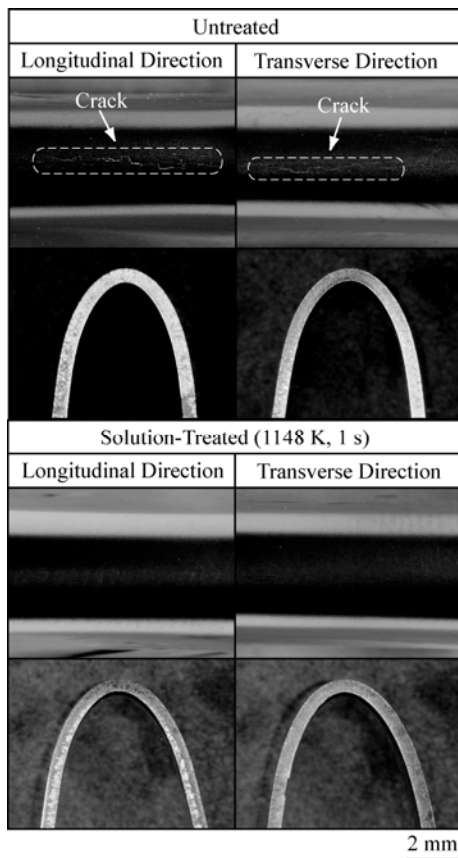 Untreated
Longitudinal Direction Transverse Direction
Crack Crack
Solution-Treated (1148 K, 1 s)
Longitudinal Direction Transverse Direction
2 mm